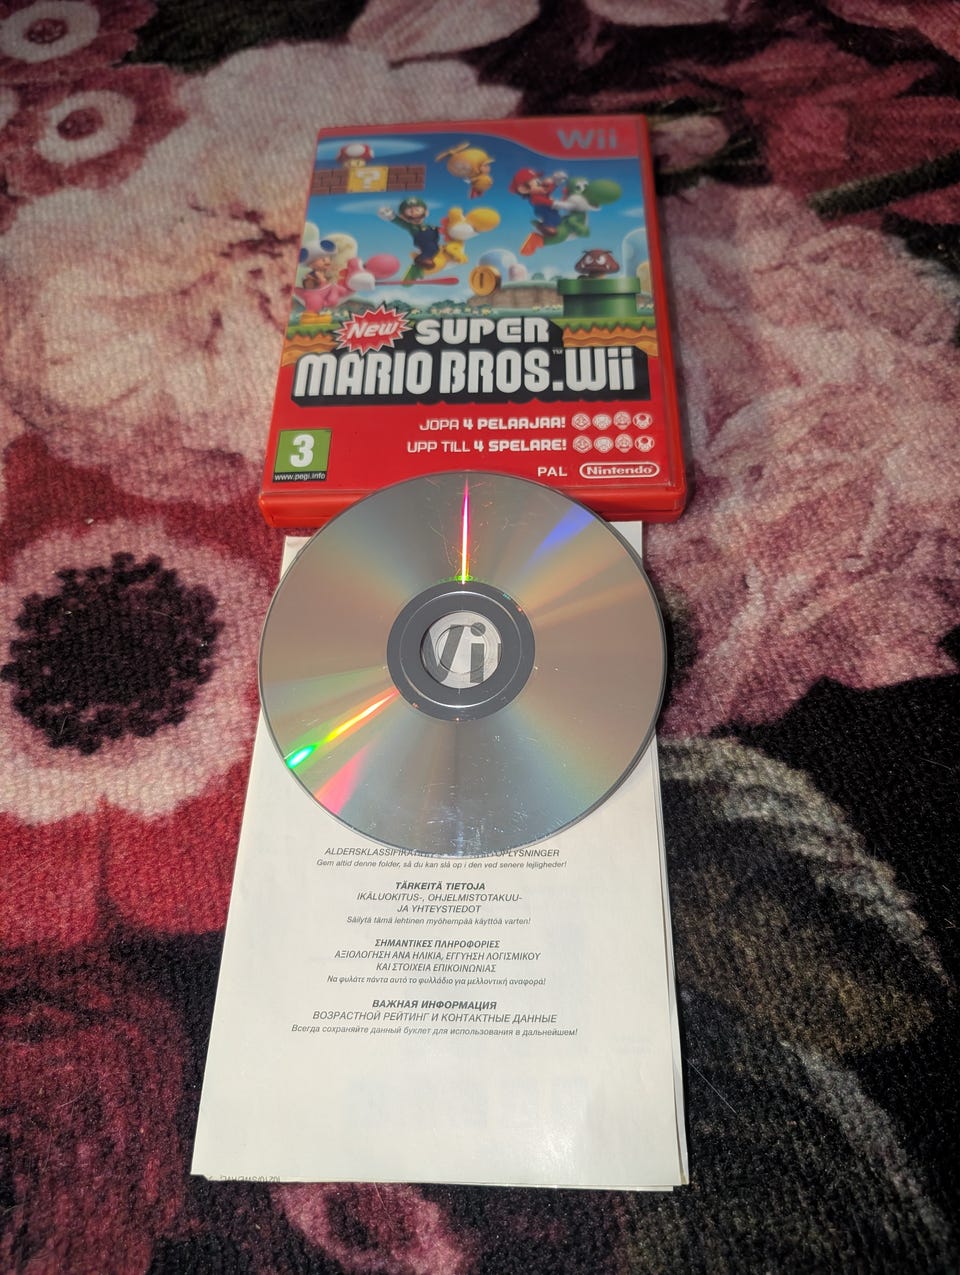 Wii
New SUPER
MARIO BROS.™ Wii
JOPA 4 PELAAJAA!
UPP TILL 4 SPELARE!
3
www.pegi.info
PAL
Nintendo
ALDERSKLASSIFIKATION
OPLYSNINGER
Gem altid denne folder, så du kan slå op i den ved senere lejligheder!
TÄRKEITÄ TIETOJA
IKÄLUOKITUS-, OHJELMISTOTAKUU-
JA YHTEYSTIEDOT
Säilytä tämä lehtinen myöhempää käyttöä varten!
ΣΗΜΑΝΤΙΚΕΣ ΠΛΗΡΟΦΟΡΙΕΣ
ΑΞΙΟΛΟΓΗΣΗ ΑΝΑ ΗΛΙΚΙΑ, ΕΓΓΥΗΣΗ ΛΟΓΙΣΜΙΚΟΥ
ΚΑΙ ΣΤΟΙΧΕΙΑ ΕΠΙΚΟΙΝΩΝΙΑΣ
Να φυλάτε πάντα αυτό το φυλλάδιο για μελλοντική αναφορά!
ВАЖНАЯ ИНФОРМАЦИЯ
ВОЗРАСТНОЙ РЕЙТИНГ И КОНТАКТНЫЕ ДАННЫЕ
Всегда сохраняйте данный буклет для использования в дальнейшем!